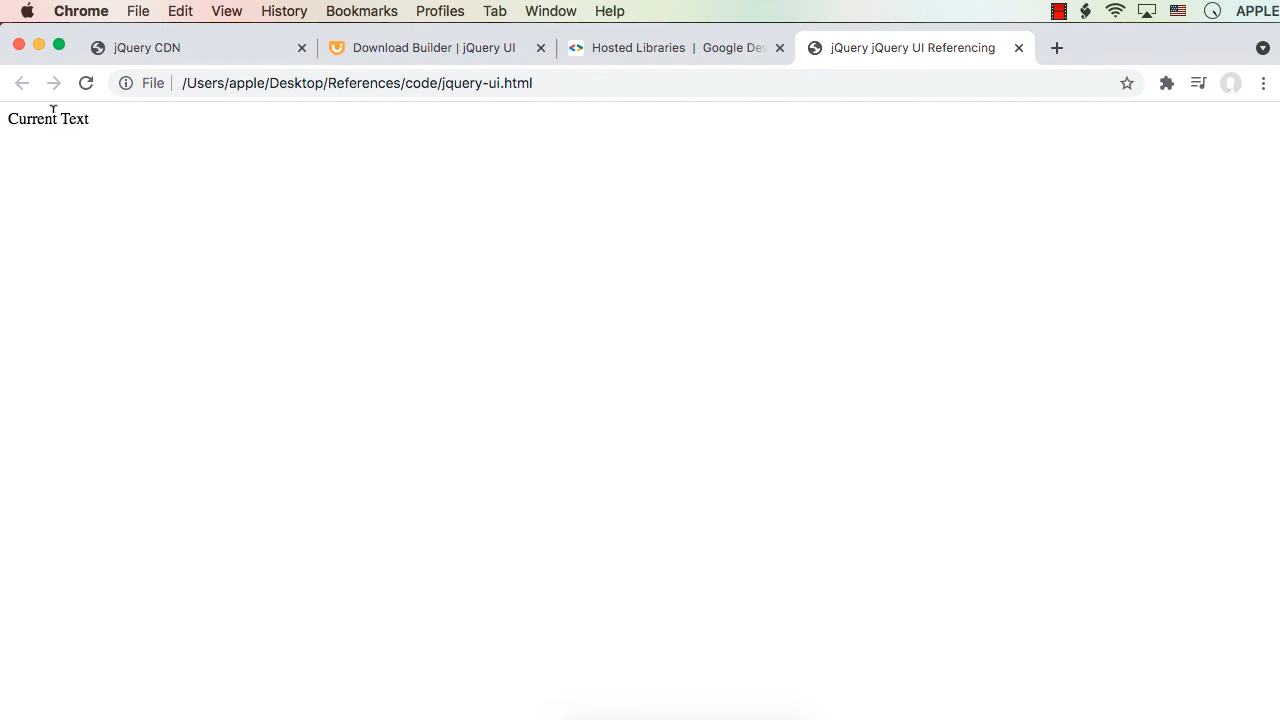 Chrome File Edit View History Bookmarks Profiles Tab Window Help APPLE
jQuery CDN Download Builder | jQuery UI Hosted Libraries | Google Dev jQuery jQuery UI Referencing
File /Users/apple/Desktop/References/code/jquery-ui.html
Current Text